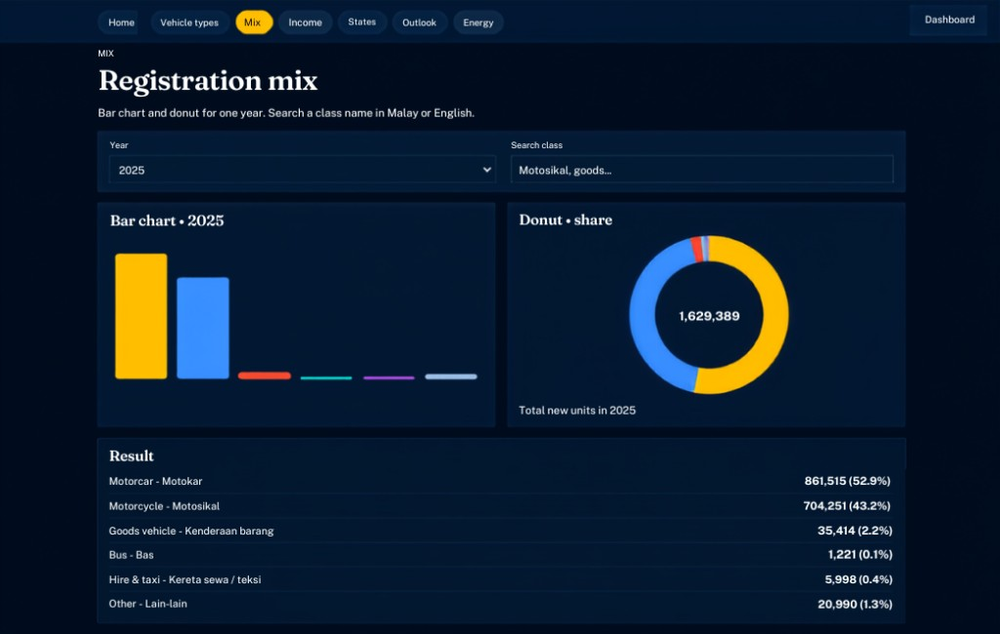 Home Vehicle types Mix Income States Outlook Energy Dashboard
MIX
Registration mix
Bar chart and donut for one year. Search a class name in Malay or English.
Year
2025
Search class
Motosikal, goods...
Bar chart • 2025
Donut • share
1,629,389
Total new units in 2025
Result
Motorcar - Motokar 861,515 (52.9%)
Motorcycle - Motosikal 704,251 (43.2%)
Goods vehicle - Kenderaan barang 35,414 (2.2%)
Bus - Bas 1,221 (0.1%)
Hire & taxi - Kereta sewa / teksi 5,998 (0.4%)
Other - Lain-lain 20,990 (1.3%)